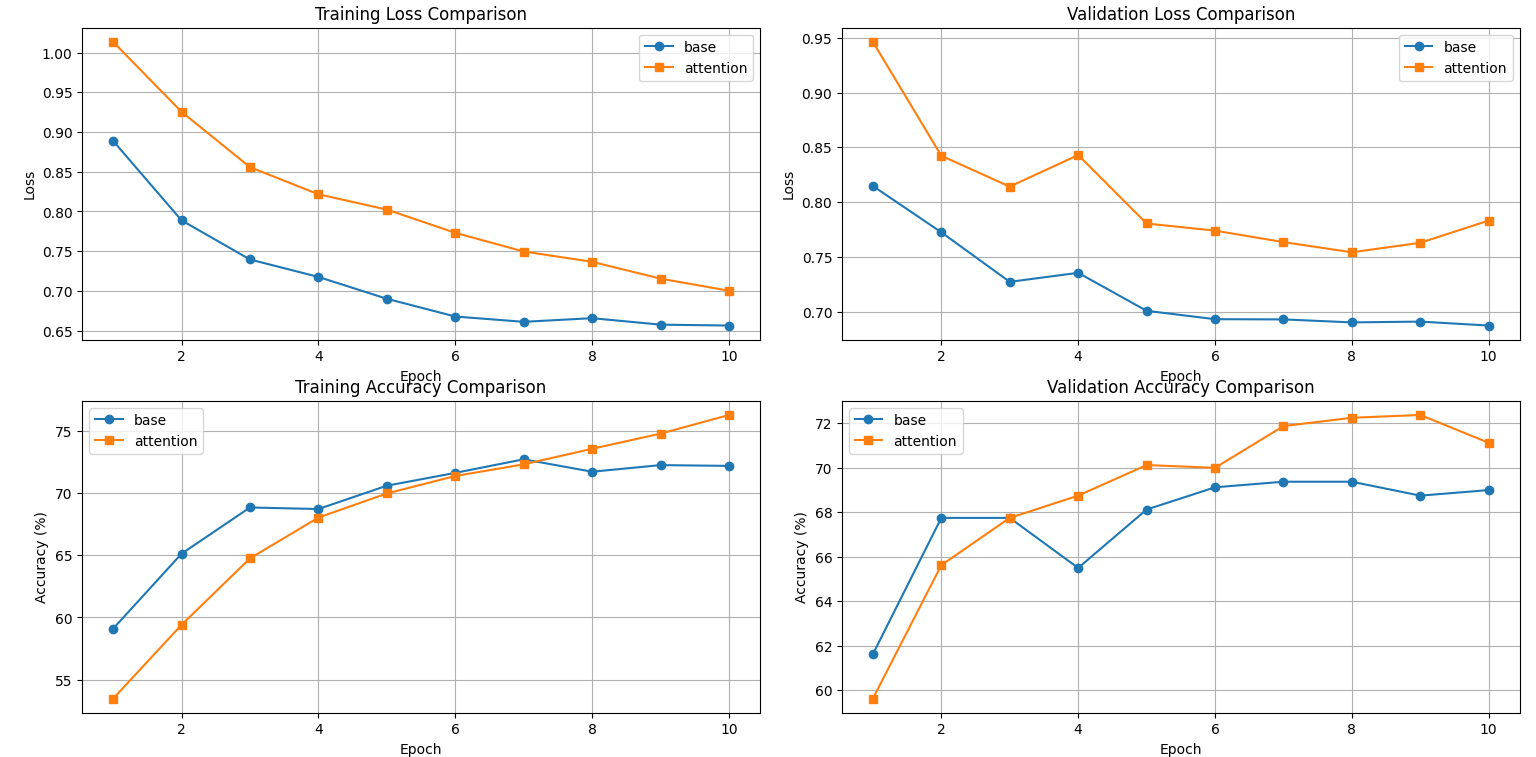 Training Loss Comparison
Loss
1.00
0.95
0.90
0.85
0.80
0.75
0.70
0.65
base
attention
2
4
6
8
10
Epoch
Validation Loss Comparison
Loss
0.95
0.90
0.85
0.80
0.75
0.70
base
attention
2
4
6
8
10
Epoch
Training Accuracy Comparison
Accuracy (%)
75
70
65
60
55
base
attention
2
4
6
8
10
Epoch
Validation Accuracy Comparison
Accuracy (%)
72
70
68
66
64
62
60
base
attention
2
4
6
8
10
Epoch